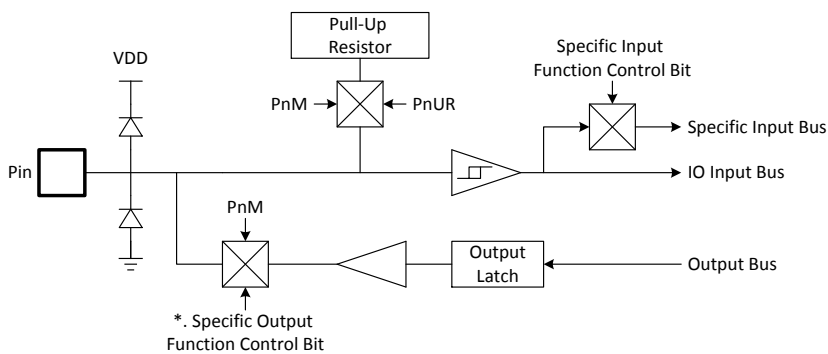 Pull-Up
Resistor
Specific Input
Function Control Bit
VDD
PnM
PnUR
Specific Input Bus
Pin
IO Input Bus
PnM
Output
Latch
Output Bus
*. Specific Output
Function Control Bit